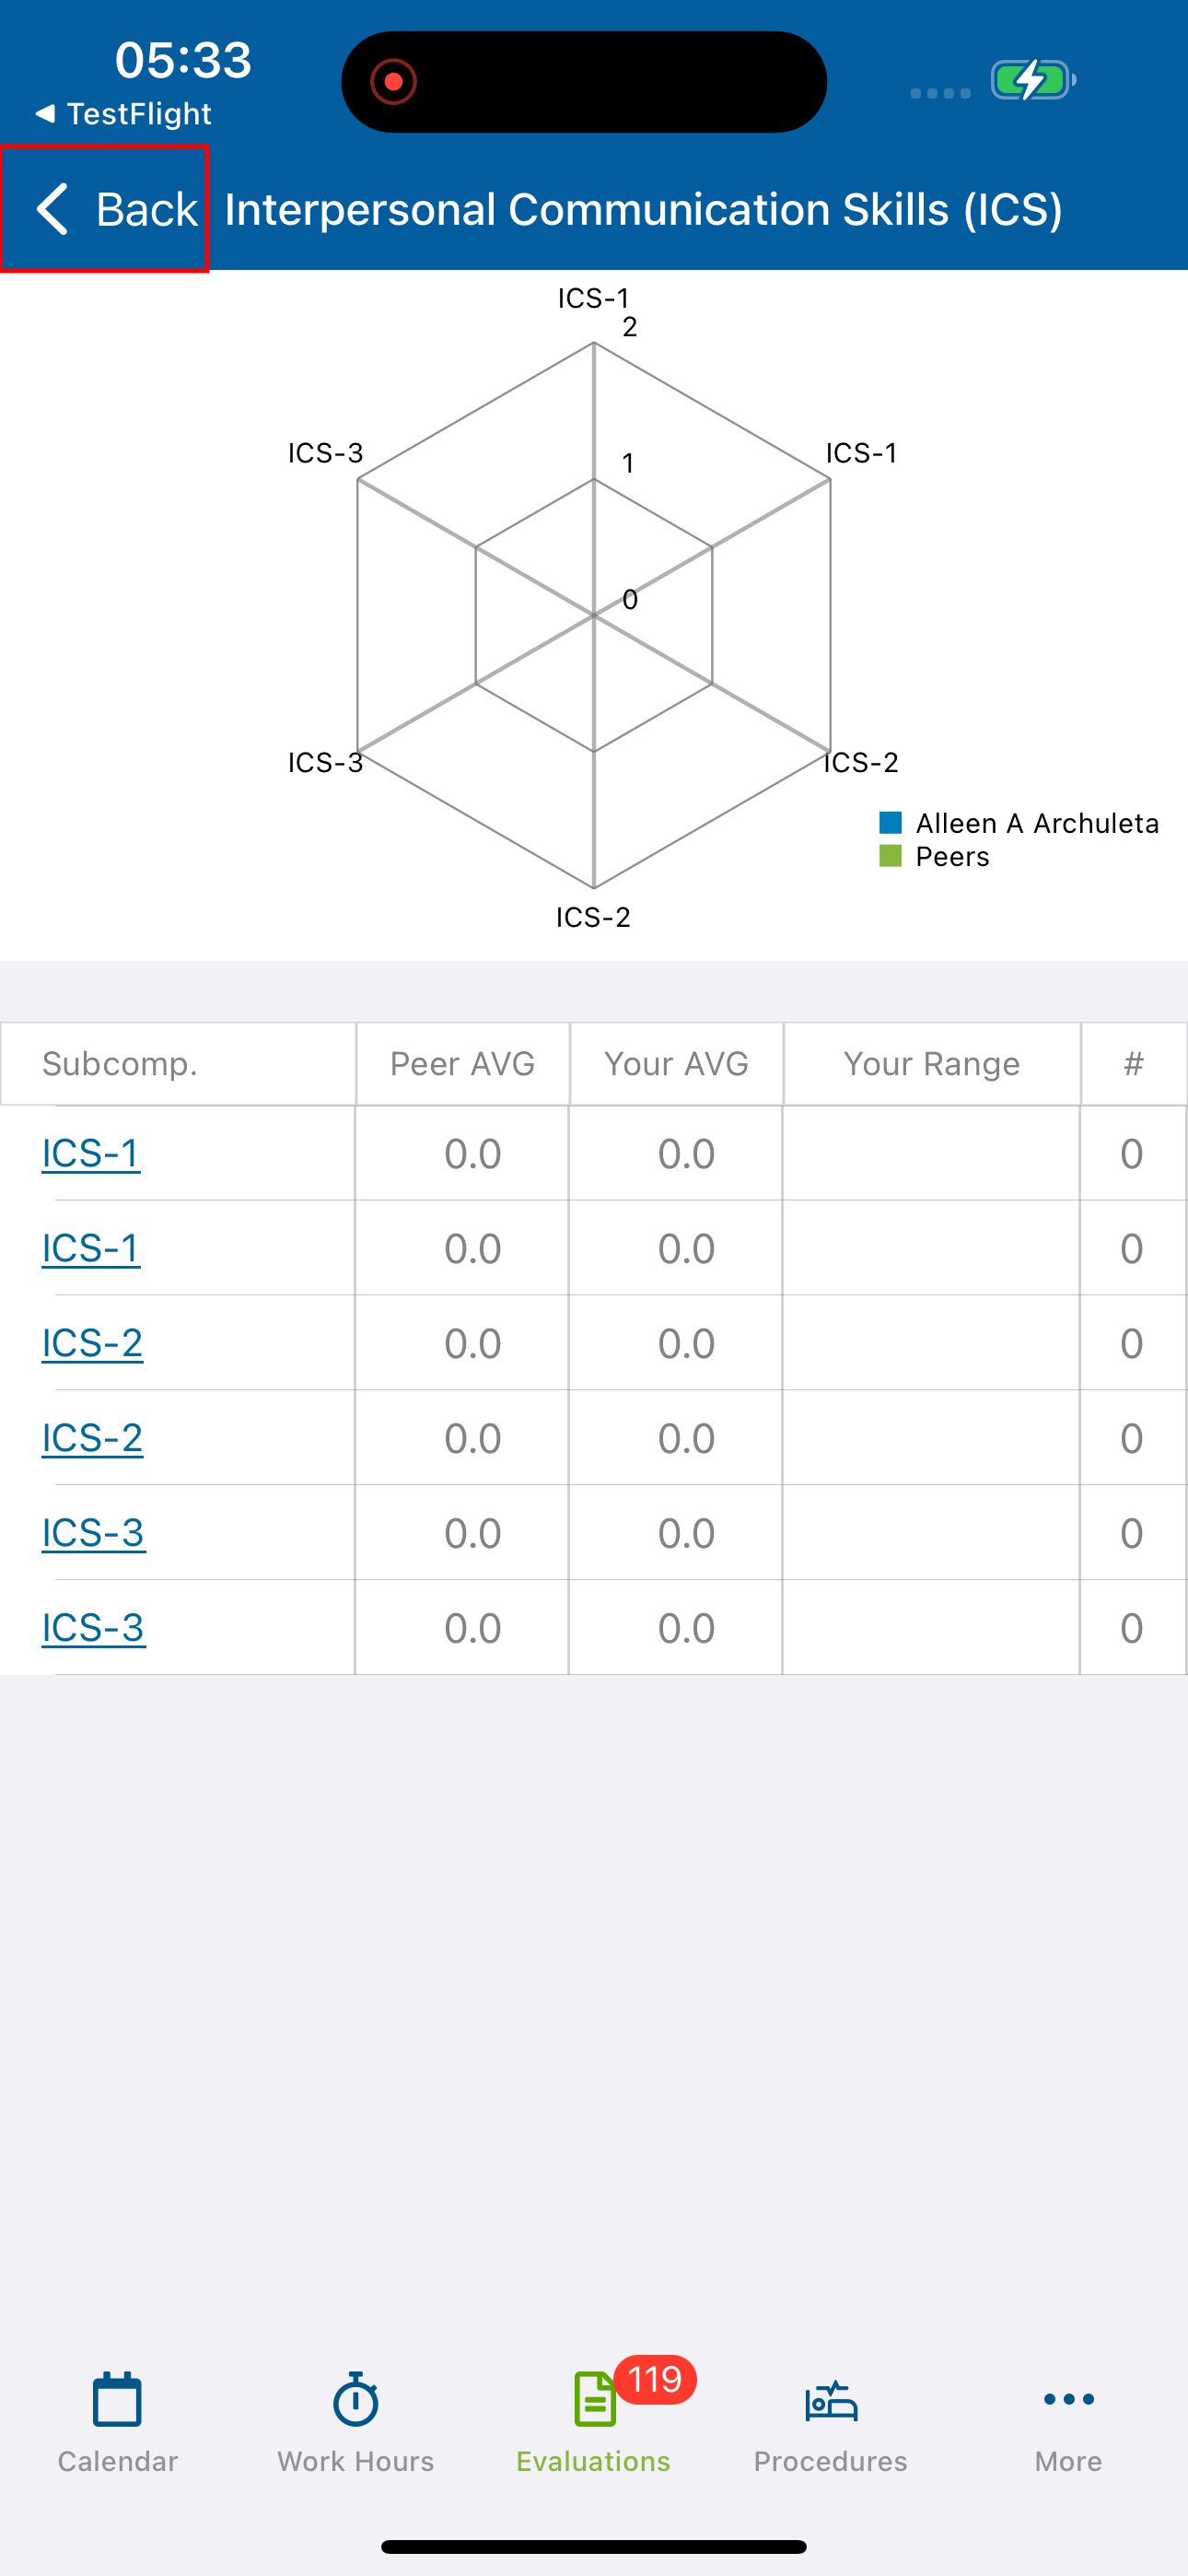 05:33
◀ TestFlight
Back Interpersonal Communication Skills (ICS)
ICS-1
2
ICS-3 1 ICS-1
0
ICS-3 ICS-2
Alleen A Archuleta
Peers
ICS-2
Subcomp. Peer AVG Your AVG Your Range #
ICS-1 0.0 0.0 0
ICS-1 0.0 0.0 0
ICS-2 0.0 0.0 0
ICS-2 0.0 0.0 0
ICS-3 0.0 0.0 0
ICS-3 0.0 0.0 0
119
Calendar Work Hours Evaluations Procedures More